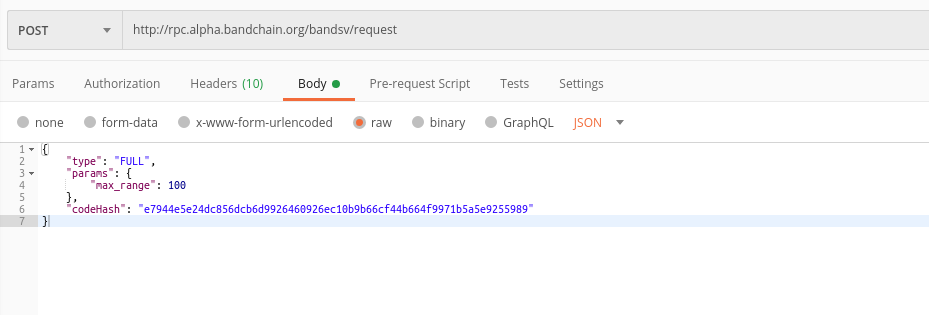 POST http://rpc.alpha.bandchain.org/bandsv/request
Params Authorization Headers (10) Body Pre-request Script Tests Settings
none form-data x-www-form-urlencoded raw binary GraphQL JSON
1 {
2 "type": "FULL",
3 "params": {
4 "max_range": 100
5 },
6 "codeHash": "e7944e5e24dc856dcb6d9926460926ec10b9b66cf44b664f9971b5a5e9255989"
7 }